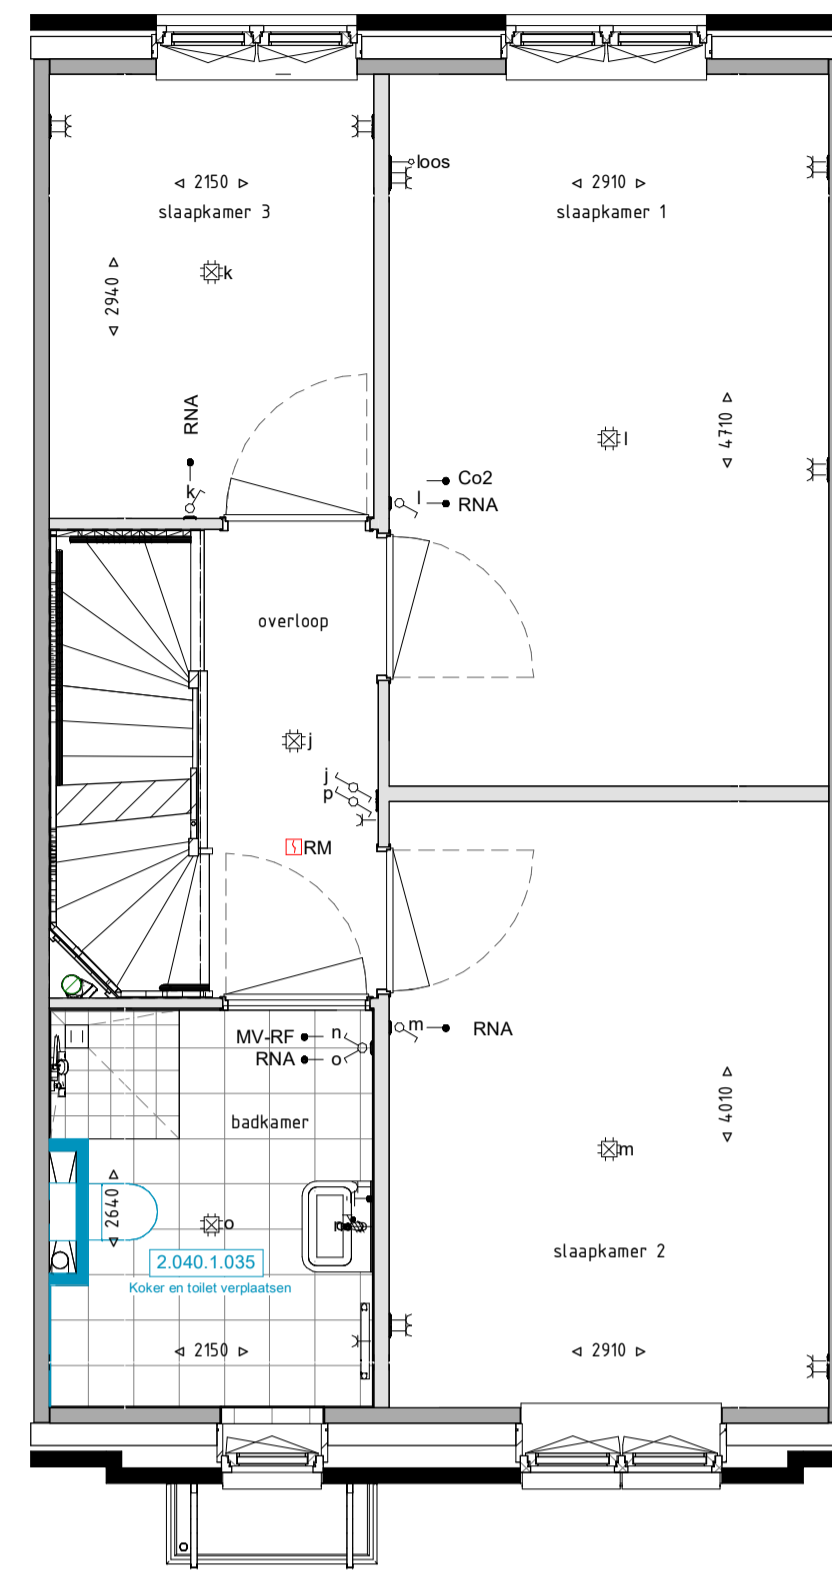 loos
2150
slaapkamer 3
2910
slaapkamer 1
k
2940
RNA
k
4710
l
Co2
l
RNA
overloop
j
j
p
RM
MV-RF
n
RNA
o
m
RNA
badkamer
4010
m
2640
o
2.040.1.035
Koker en toilet verplaatsen
slaapkamer 2
2150
2910